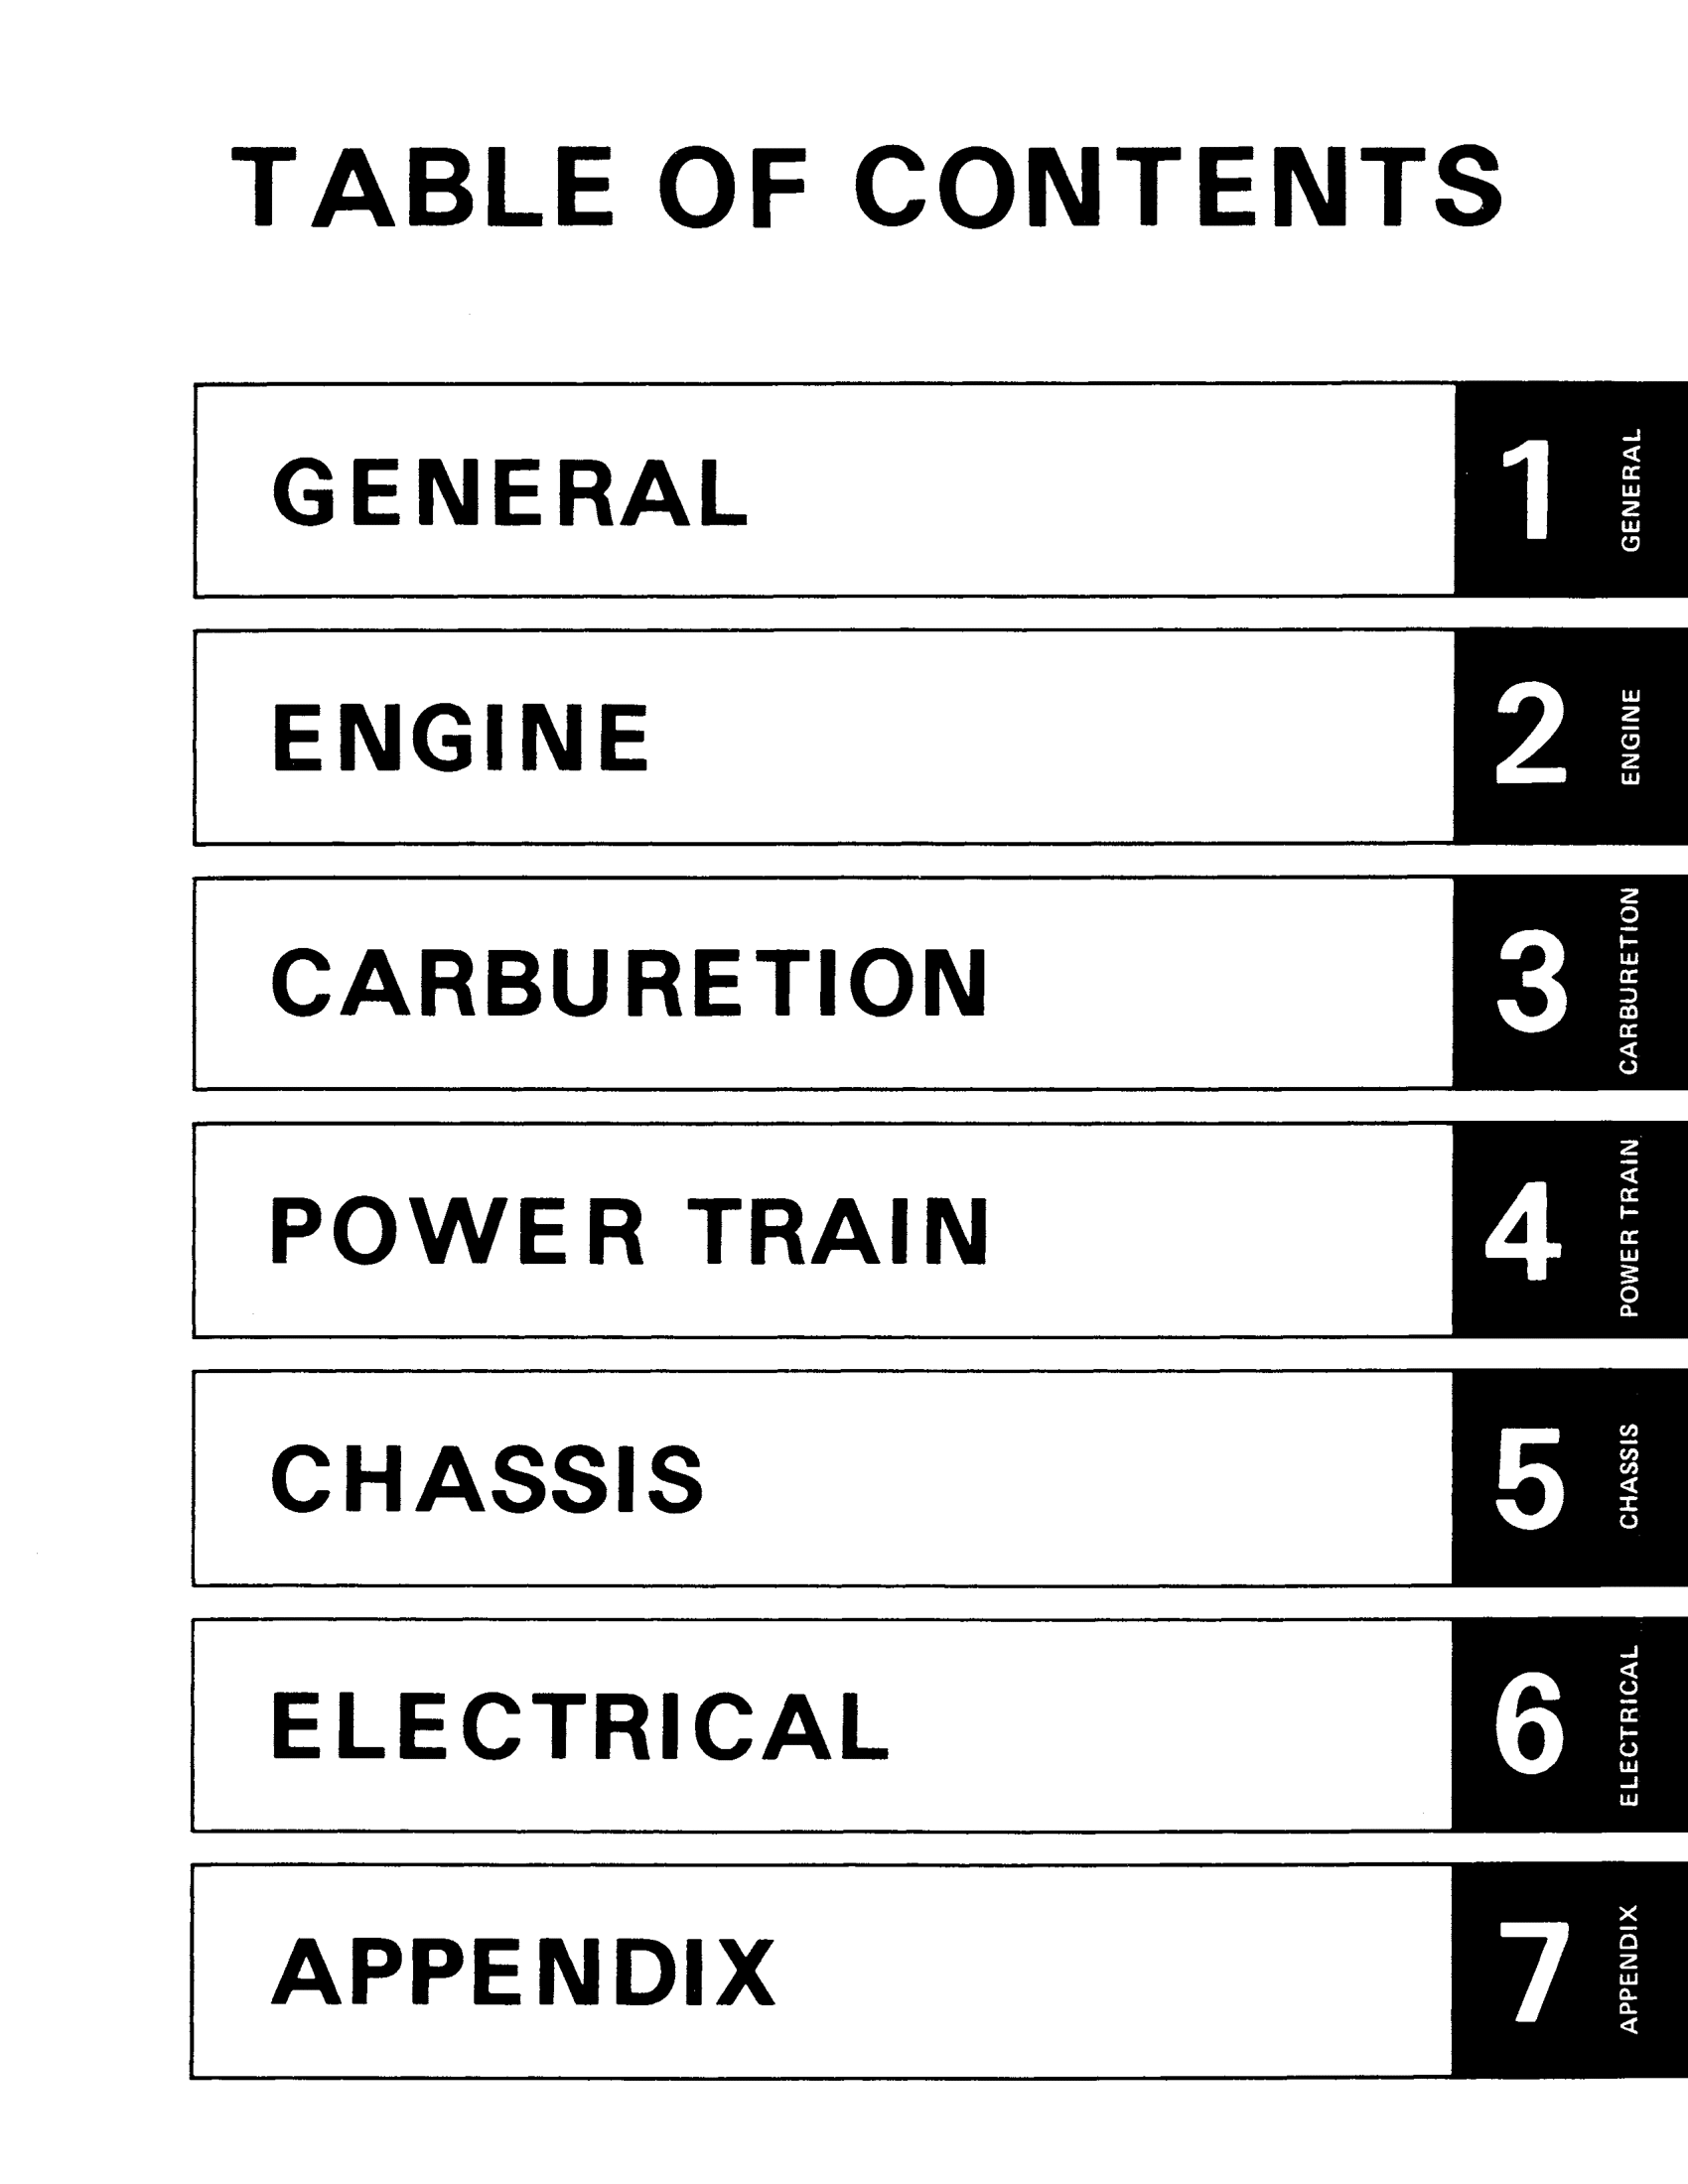 TABLE OF CONTENTS
GENERAL
1
GENERAL
ENGINE
2
ENGINE
CARBURETION
3
CARBURETION
POWER TRAIN
4
POWER TRAIN
CHASSIS
5
CHASSIS
ELECTRICAL
6
ELECTRICAL
APPENDIX
7
APPENDIX